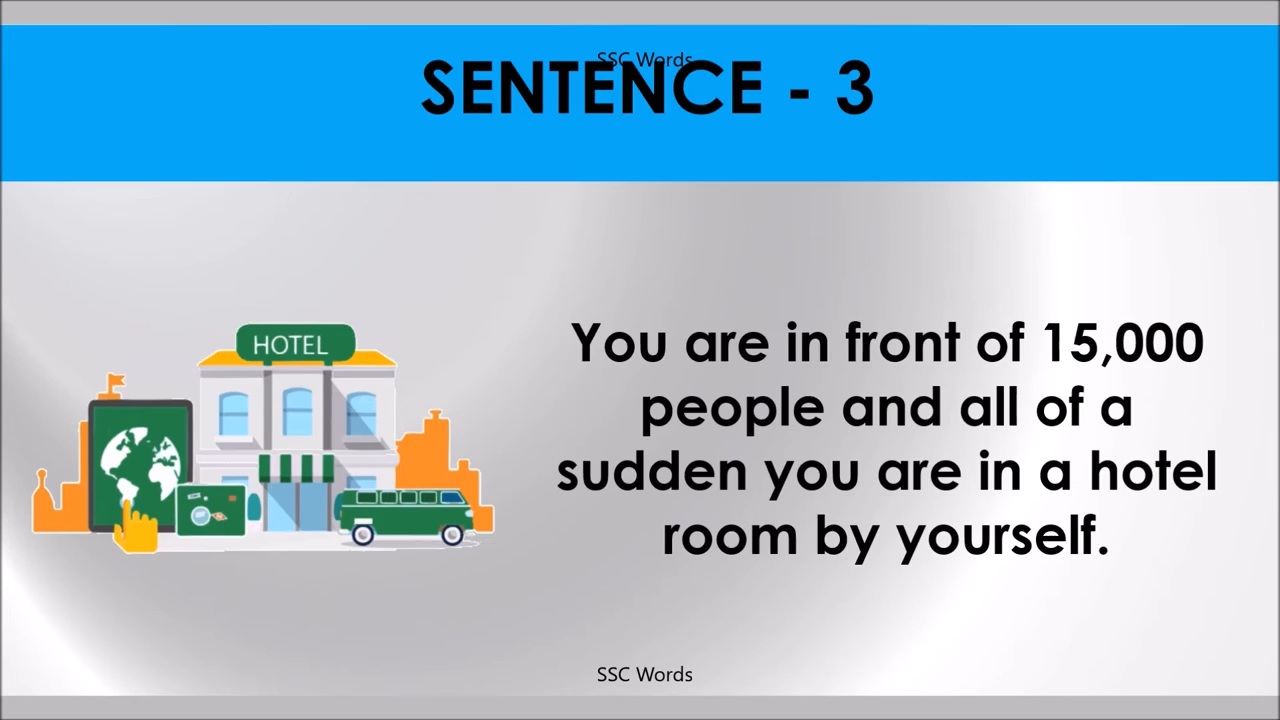 SSC Words
SENTENCE - 3
HOTEL
You are in front of 15,000
people and all of a
sudden you are in a hotel
room by yourself.
SSC Words